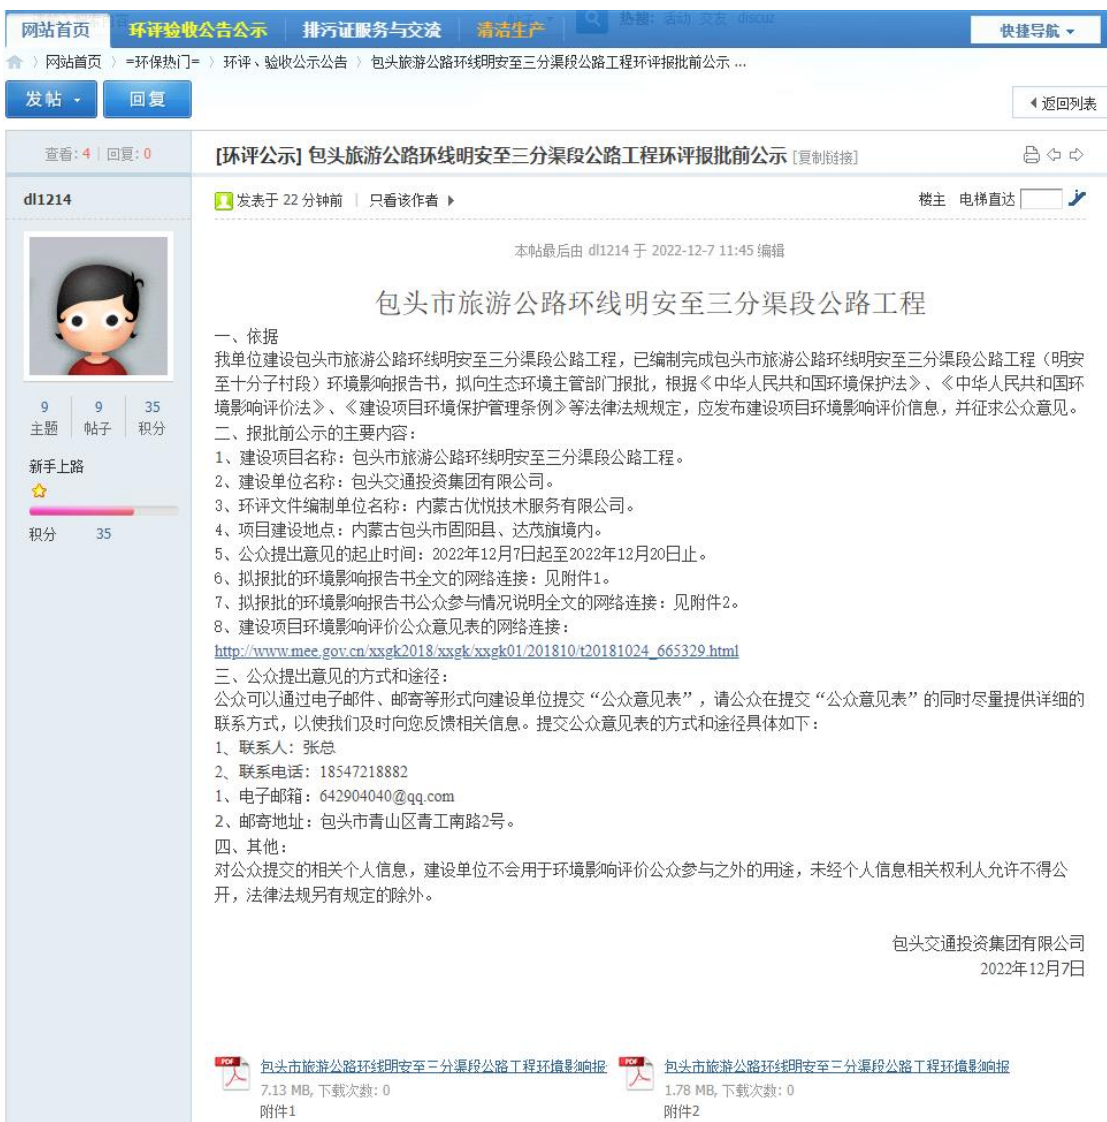 网站首页 环评验收公告公示 排污证服务与交流 清洁生产 热搜: 活动 交友 discuz 快捷导航
网站首页 〉 =环保热门= 〉 环评、验收公示公告 〉 包头旅游公路环线明安至三分渠段公路工程环评报批前公示 ...
发帖 回复 返回列表
查看: 4 | 回复: 0 [环评公示] 包头旅游公路环线明安至三分渠段公路工程环评报批前公示 [复制链接]
dl1214 发表于 22 分钟前 | 只看该作者 楼主 电梯直达
本帖最后由 dl1214 于 2022-12-7 11:45 编辑
包头市旅游公路环线明安至三分渠段公路工程
一、依据
我单位建设包头市旅游公路环线明安至三分渠段公路工程，已编制完成包头市旅游公路环线明安至三分渠段公路工程（明安
至十分子村段）环境影响报告书，拟向生态环境主管部门报批，根据《中华人民共和国环境保护法》、《中华人民共和国环
境影响评价法》、《建设项目环境保护管理条例》等法律法规规定，应发布建设项目环境影响评价信息，并征求公众意见。
9 9 35
主题 帖子 积分
新手上路
积分 35
二、报批前公示的主要内容：
1、建设项目名称：包头市旅游公路环线明安至三分渠段公路工程。
2、建设单位名称：包头交通投资集团有限公司。
3、环评文件编制单位名称：内蒙古优悦技术服务有限公司。
4、项目建设地点：内蒙古包头市固阳县、达茂旗境内。
5、公众提出意见的起止时间：2022年12月7日起至2022年12月20日止。
6、拟报批的环境影响报告书全文的网络连接：见附件1。
7、拟报批的环境影响报告书公众参与情况说明全文的网络连接：见附件2。
8、建设项目环境影响评价公众意见表的网络连接：
http://www.mee.gov.cn/xxgk2018/xxgk/xxgk01/201810/t20181024_665329.html
三、公众提出意见的方式和途径：
公众可以通过电子邮件、邮寄等形式向建设单位提交“公众意见表”，请公众在提交“公众意见表”的同时尽量提供详细的
联系方式，以使我们及时向您反馈相关信息。提交公众意见表的方式和途径具体如下：
1、联系人：张总
2、联系电话：18547218882
1、电子邮箱：642904040@qq.com
2、邮寄地址：包头市青山区青工南路2号。
四、其他：
对公众提交的相关个人信息，建设单位不会用于环境影响评价公众参与之外的用途，未经个人信息相关权利人允许不得公
开，法律法规另有规定的除外。
包头交通投资集团有限公司
2022年12月7日
包头市旅游公路环线明安至三分渠段公路工程环境影响报 包头市旅游公路环线明安至三分渠段公路工程环境影响报
7.13 MB, 下载次数: 0 1.78 MB, 下载次数: 0
附件1 附件2